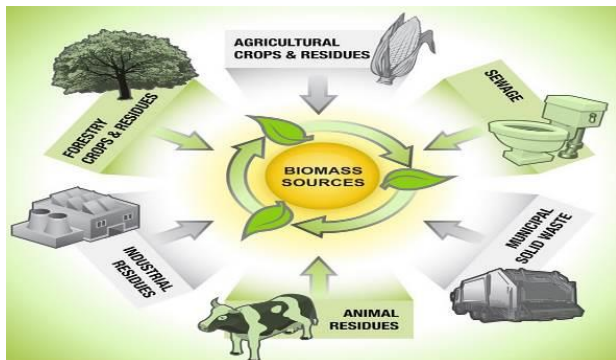 AGRICULTURAL
CROPS & RESIDUES
SEWAGE
FORESTRY
CROPS & RESIDUES
BIOMASS
SOURCES
INDUSTRIAL
RESIDUES
MUNICIPAL
SOLID WASTE
ANIMAL
RESIDUES